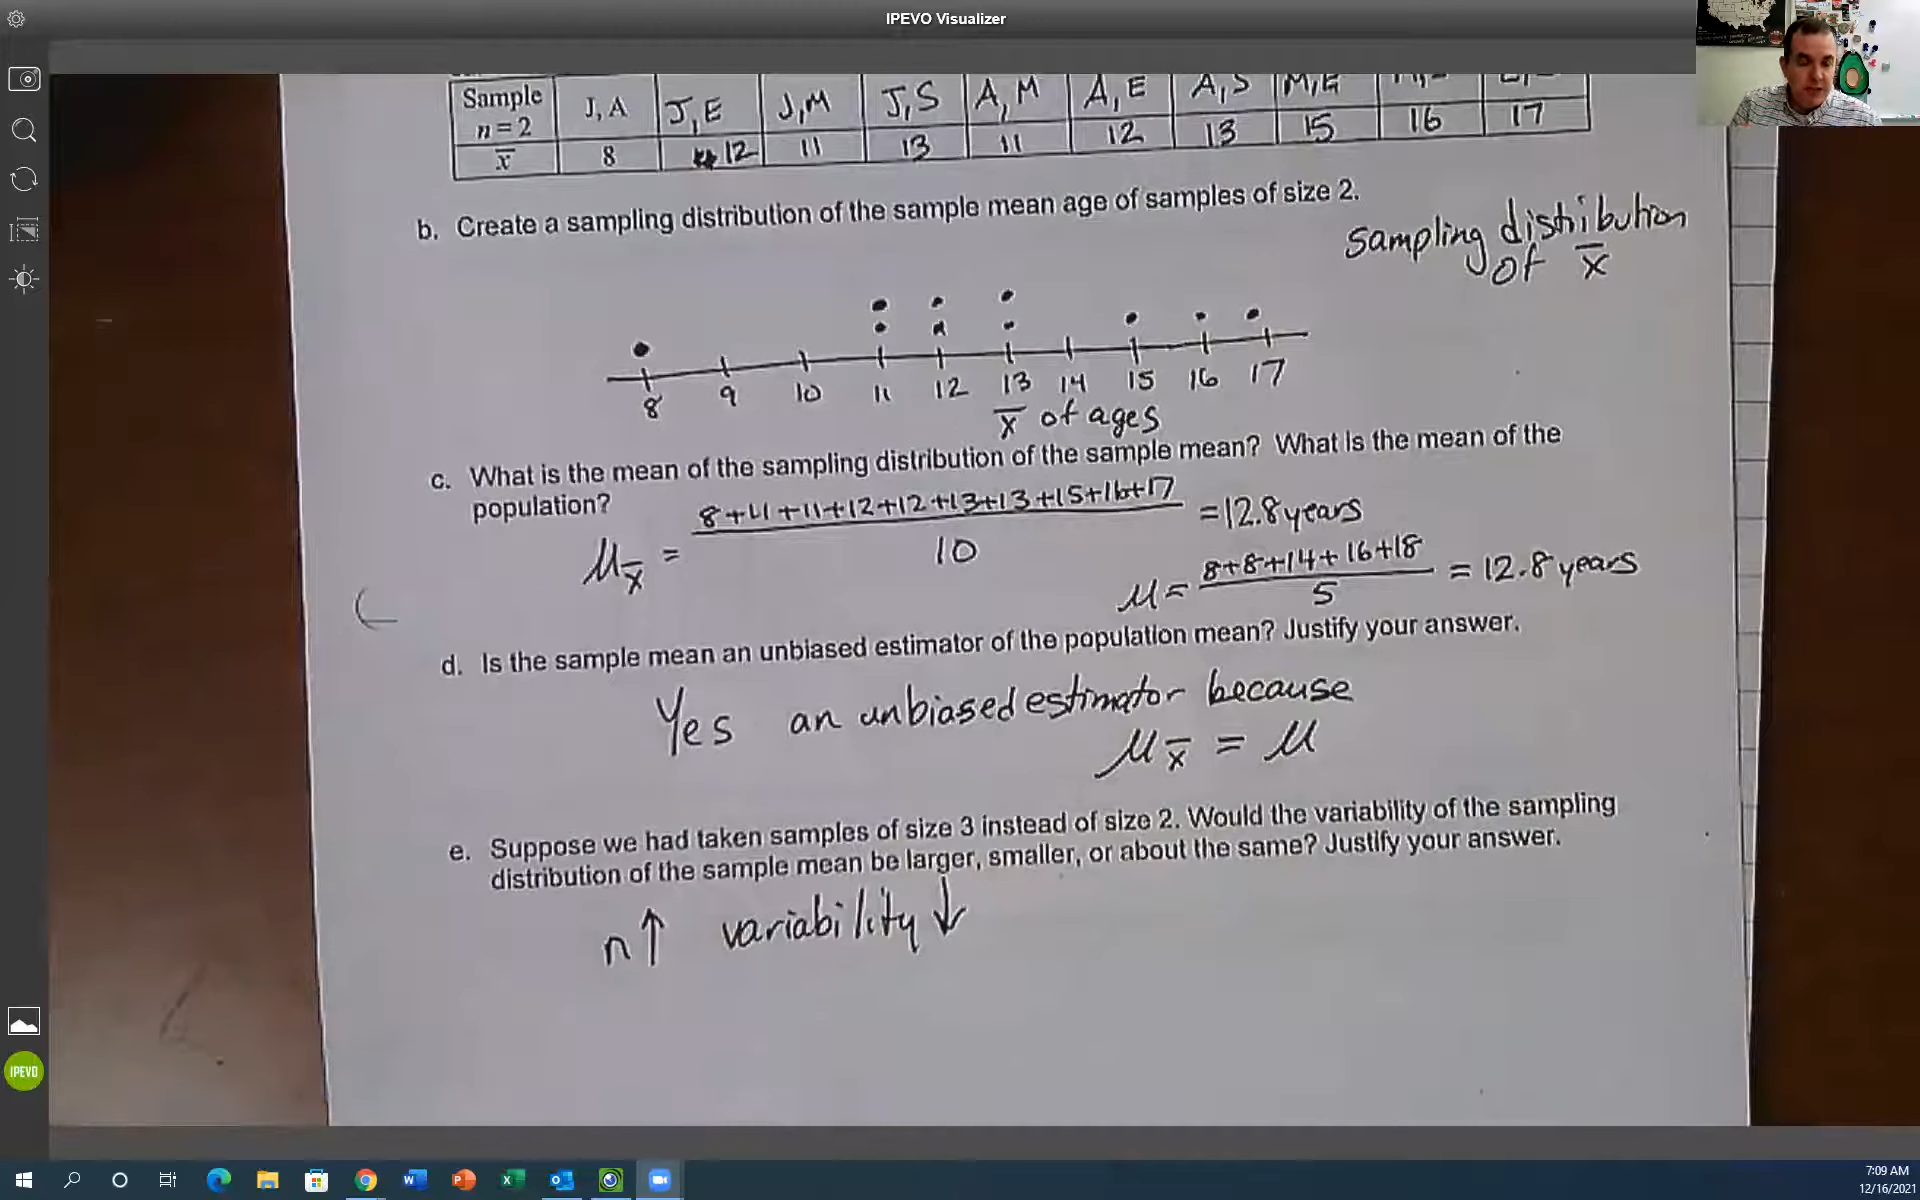 IPEVO Visualizer
Sample J, A J,E J,M J,S A,M A,E A,S M,E
n = 2
x̄ 8 12 11 13 11 12 13 15 16 17
b. Create a sampling distribution of the sample mean age of samples of size 2.
sampling distribution
of x̄
8 9 10 11 12 13 14 15 16 17
x̄ of ages
c. What is the mean of the sampling distribution of the sample mean? What is the mean of the
population?
μx̄ = 8+11+11+12+12+13+13+15+16+17 / 10 = 12.8 years
μ = 8+8+14+16+18 / 5 = 12.8 years
d. Is the sample mean an unbiased estimator of the population mean? Justify your answer.
Yes an unbiased estimator because
μx̄ = μ
e. Suppose we had taken samples of size 3 instead of size 2. Would the variability of the sampling
distribution of the sample mean be larger, smaller, or about the same? Justify your answer.
n↑ variability ↓
IPEVO
7:09 AM
12/16/2021